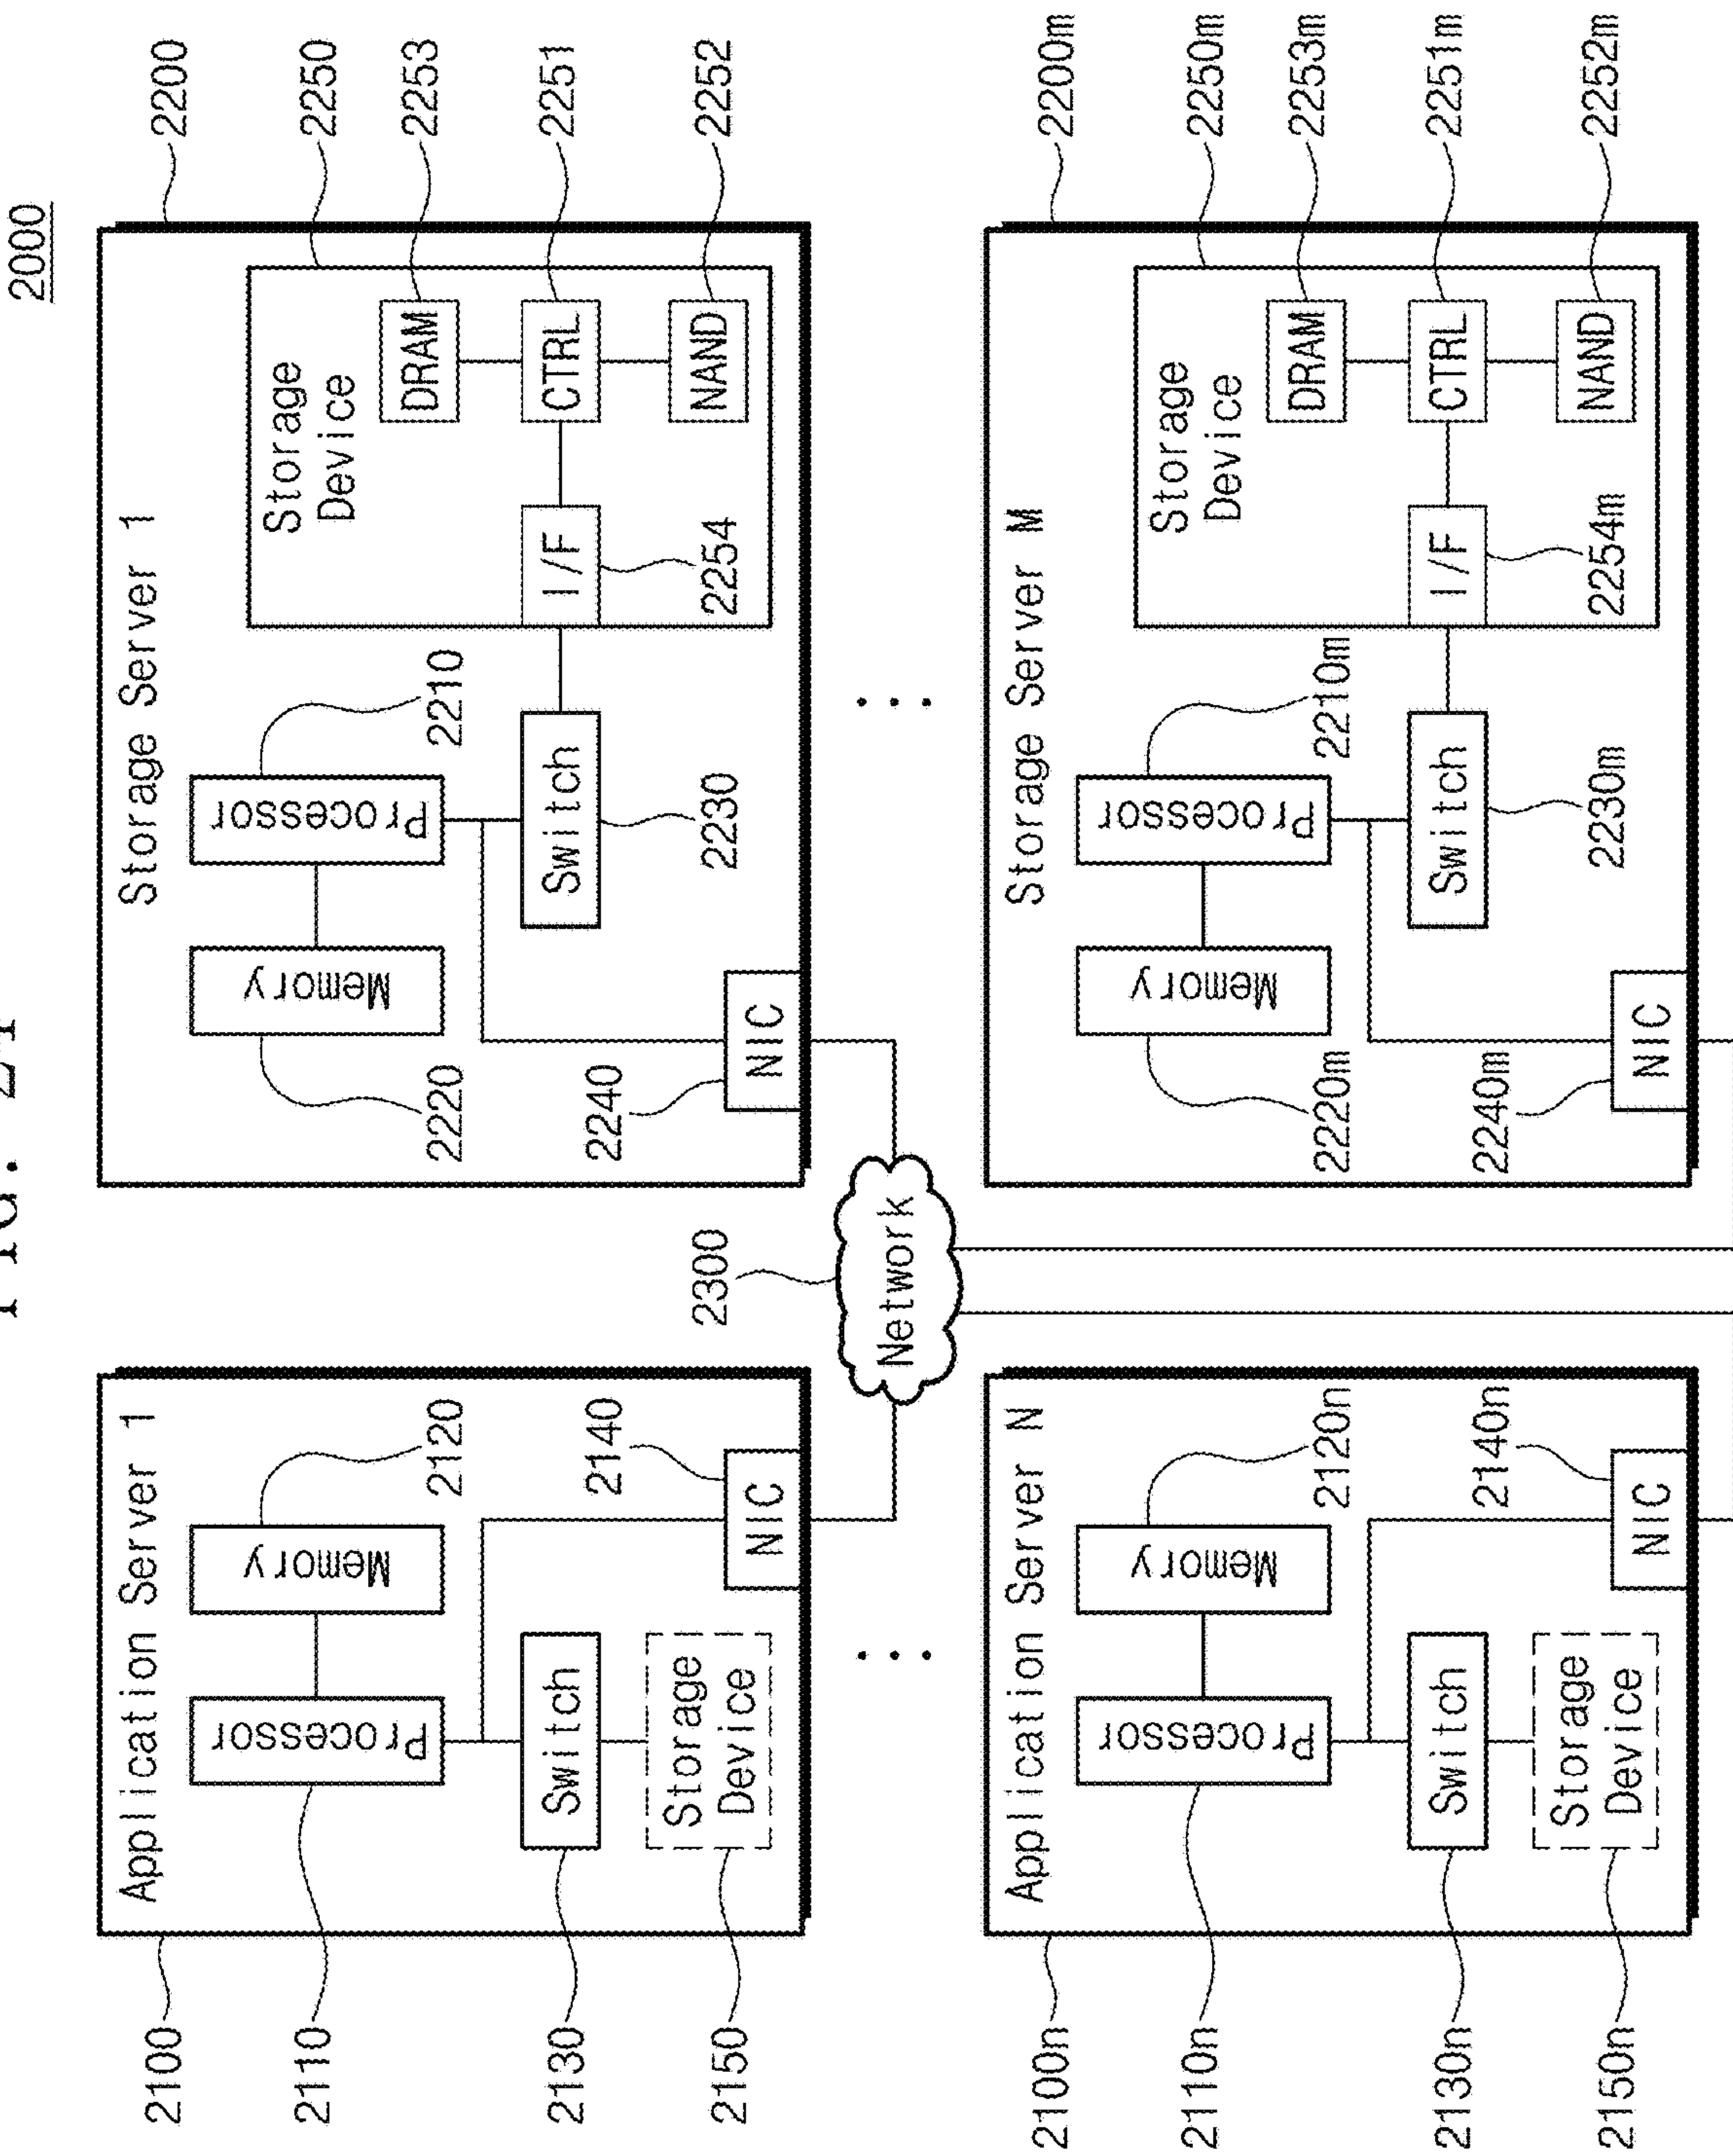 FIG.
2000
2100
Application Server 1
Storage Server 1
2200
2110
Processor
Memory
2120
Memory
2220
Processor
2210
Storage
Device
2250
DRAM
2253
2130
Switch
2140
2240
Switch
2230
I/F
2254
CTRL
2251
2150
Storage
Device
NIC
NIC
NAND
2252
2300
Network
...
...
2100n
Application Server N
Storage Server M
2200m
2110n
Processor
Memory
2120n
Memory
2220m
Processor
2210m
Storage
Device
2250m
DRAM
2253m
2130n
Switch
2140n
2240m
Switch
2230m
I/F
2254m
CTRL
2251m
2150n
Storage
Device
NIC
NIC
NAND
2252m